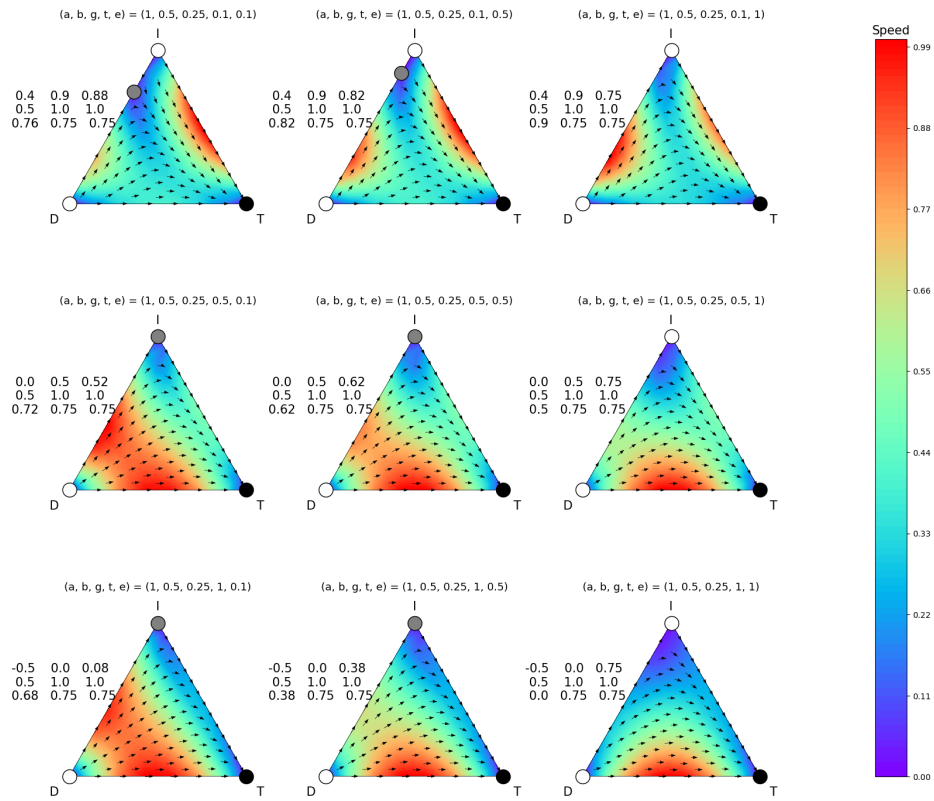 (a, b, g, t, e) = (1, 0.5, 0.25, 0.1, 0.1)
I
0.4 0.9 0.88
0.5 1.0 1.0
0.76 0.75 0.75
D
T
(a, b, g, t, e) = (1, 0.5, 0.25, 0.1, 0.5)
I
0.4 0.9 0.82
0.5 1.0 1.0
0.82 0.75 0.75
D
T
(a, b, g, t, e) = (1, 0.5, 0.25, 0.1, 1)
I
0.4 0.9 0.75
0.5 1.0 1.0
0.9 0.75 0.75
D
T
(a, b, g, t, e) = (1, 0.5, 0.25, 0.5, 0.1)
I
0.0 0.5 0.52
0.5 1.0 1.0
0.72 0.75 0.75
D
T
(a, b, g, t, e) = (1, 0.5, 0.25, 0.5, 0.5)
I
0.0 0.5 0.62
0.5 1.0 1.0
0.62 0.75 0.75
D
T
(a, b, g, t, e) = (1, 0.5, 0.25, 0.5, 1)
I
0.0 0.5 0.75
0.5 1.0 1.0
0.5 0.75 0.75
D
T
(a, b, g, t, e) = (1, 0.5, 0.25, 1, 0.1)
I
-0.5 0.0 0.08
0.5 1.0 1.0
0.68 0.75 0.75
D
T
(a, b, g, t, e) = (1, 0.5, 0.25, 1, 0.5)
I
-0.5 0.0 0.38
0.5 1.0 1.0
0.38 0.75 0.75
D
T
(a, b, g, t, e) = (1, 0.5, 0.25, 1, 1)
I
-0.5 0.0 0.75
0.5 1.0 1.0
0.0 0.75 0.75
D
T
Speed
0.99
0.88
0.77
0.66
0.55
0.44
0.33
0.22
0.11
0.00